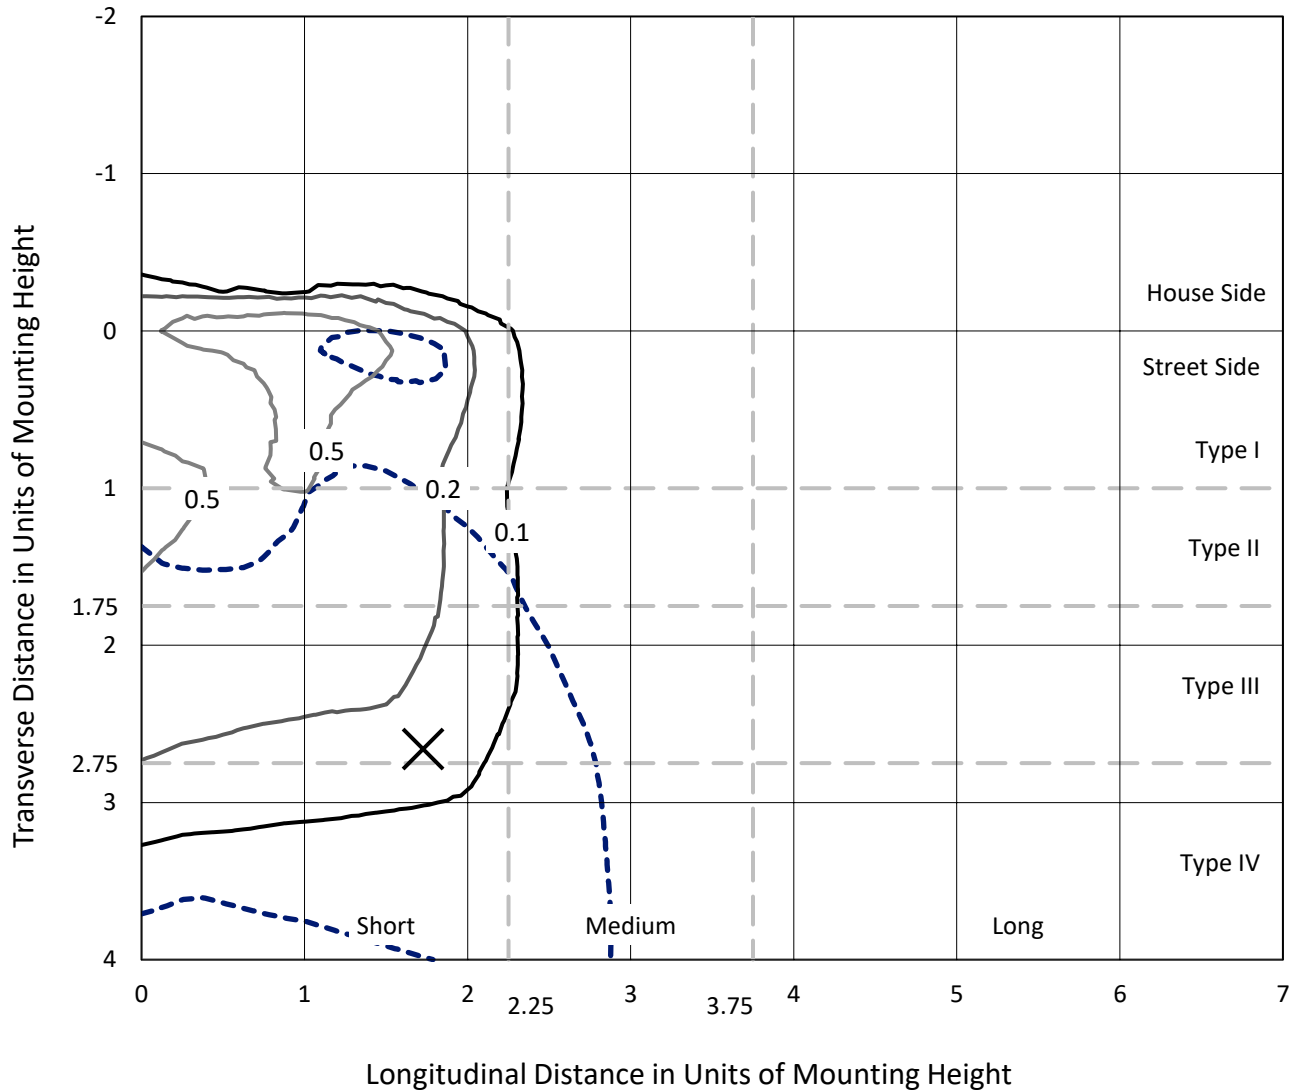 -2
-1
House Side
0
Street Side
Type I
0.5
1
0.5
0.2
0.1
Type II
1.75
2
Type III
2.75
3
Type IV
Short
Medium
Long
4
0
1
2
2.25
3
3.75
4
5
6
7
Transverse Distance in Units of Mounting Height
Longitudinal Distance in Units of Mounting Height